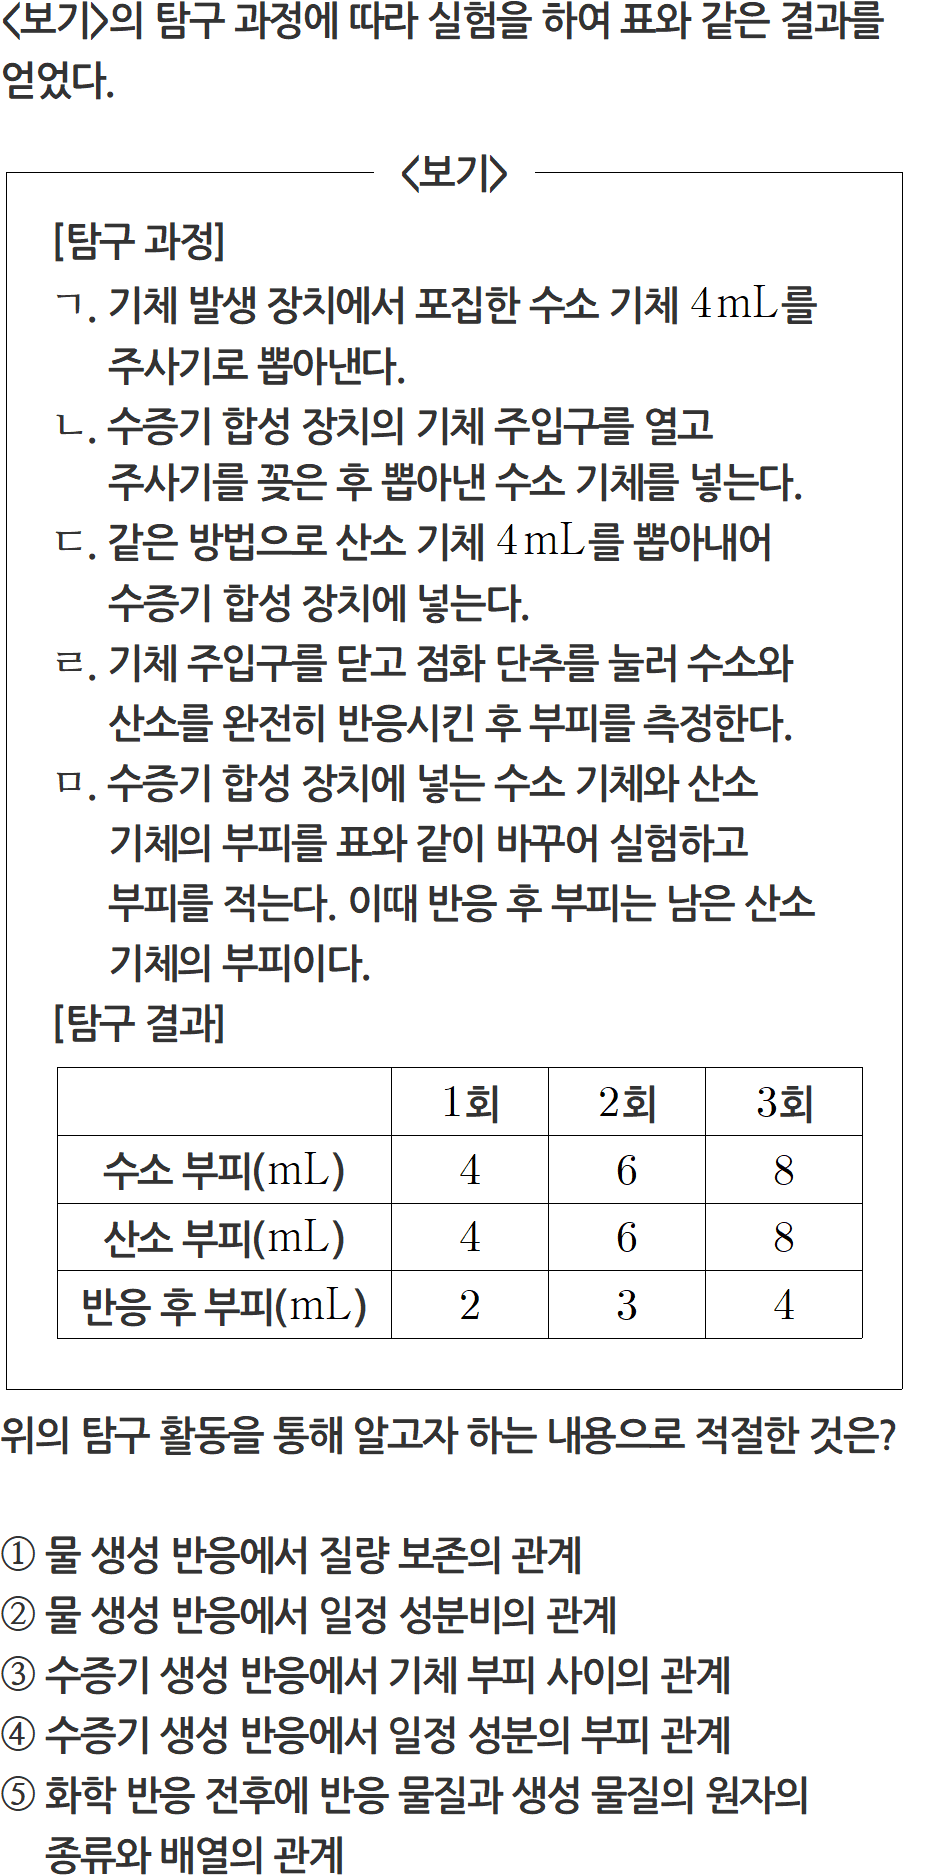 <보기>의 탐구 과정에 따라 실험을 하여 표와 같은 결과를
얻었다.
<보기>
[탐구 과정]
ㄱ. 기체 발생 장치에서 포집한 수소 기체 4mL를
주사기로 뽑아낸다.
ㄴ. 수증기 합성 장치의 기체 주입구를 열고
주사기를 꽂은 후 뽑아낸 수소 기체를 넣는다.
ㄷ. 같은 방법으로 산소 기체 4mL를 뽑아내어
수증기 합성 장치에 넣는다.
ㄹ. 기체 주입구를 닫고 점화 단추를 눌러 수소와
산소를 완전히 반응시킨 후 부피를 측정한다.
ㅁ. 수증기 합성 장치에 넣는 수소 기체와 산소
기체의 부피를 표와 같이 바꾸어 실험하고
부피를 적는다. 이때 반응 후 부피는 남은 산소
기체의 부피이다.
[탐구 결과]
1회 2회 3회
수소 부피(mL) 4 6 8
산소 부피(mL) 4 6 8
반응 후 부피(mL) 2 3 4
위의 탐구 활동을 통해 알고자 하는 내용으로 적절한 것은?
① 물 생성 반응에서 질량 보존의 관계
② 물 생성 반응에서 일정 성분비의 관계
③ 수증기 생성 반응에서 기체 부피 사이의 관계
④ 수증기 생성 반응에서 일정 성분의 부피 관계
⑤ 화학 반응 전후에 반응 물질과 생성 물질의 원자의
종류와 배열의 관계